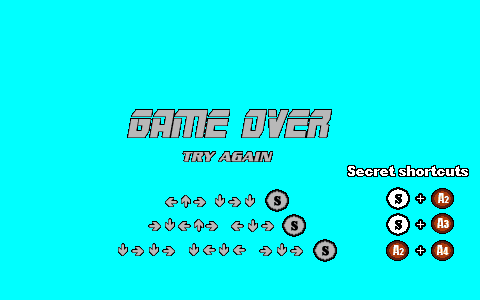 GAME OVER
TRY AGAIN
Secret shortcuts
←↑→ ↓→↓ S
S + A2
→↓←↑→ ←↓→ S
S + A3
↓→↓→ ↓←↓← →↓→ S
A2 + A4